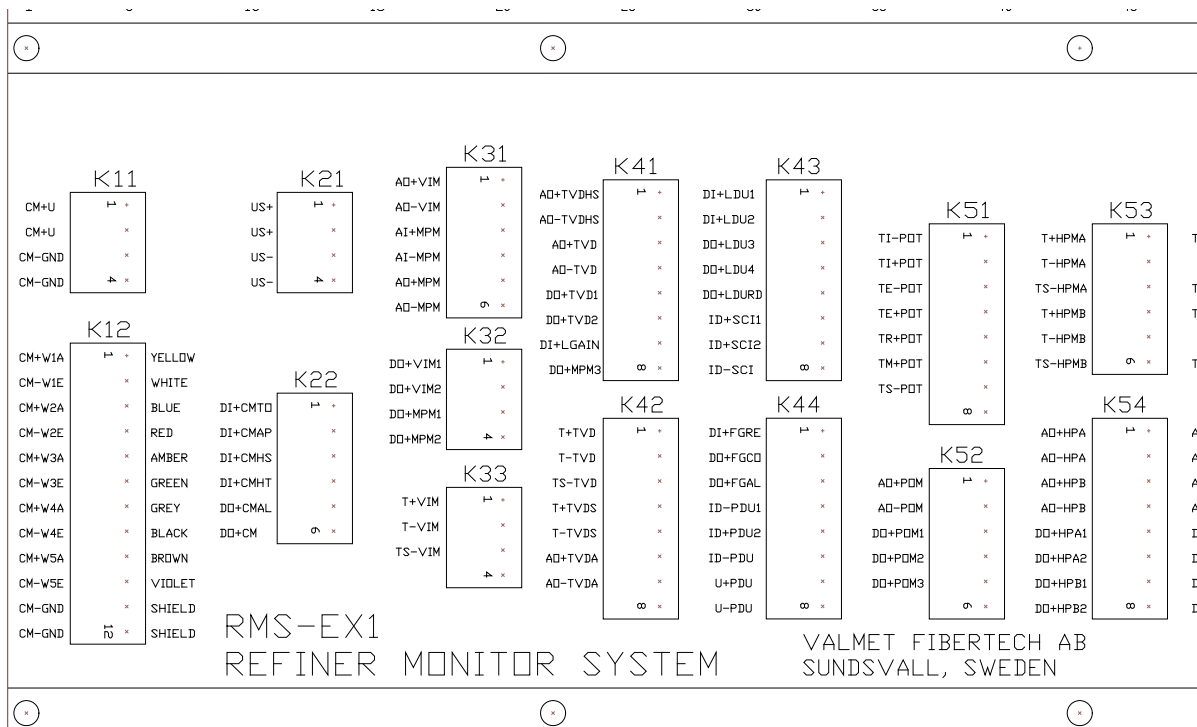 K11
1
CM+U
CM+U
CM-GND
CM-GND
4
K12
1
CM+W1A YELLOW
CM-W1E WHITE
CM+W2A BLUE
CM-W2E RED
CM+W3A AMBER
CM-W3E GREEN
CM+W4A GREY
CM-W4E BLACK
CM+W5A BROWN
CM-W5E VIOLET
CM-GND SHIELD
CM-GND SHIELD
12
K21
1
US+
US+
US-
US-
4
K22
1
DI+CMTO
DI+CMAP
DI+CMHS
DI+CMHT
DO+CMAL
DO+CM
6
K31
1
AO+VIM
AO-VIM
AI+MPM
AI-MPM
AO+MPM
AO-MPM
6
K32
1
DO+VIM1
DO+VIM2
DO+MPM1
DO+MPM2
4
K33
1
T+VIM
T-VIM
TS-VIM
4
K41
1
AO+TVDHS
AO-TVDHS
AO+TVD
AO-TVD
DO+TVD1
DO+TVD2
DI+LGAIN
DO+MPM3
8
K42
1
T+TVD
T-TVD
TS-TVD
T+TVDS
T-TVDS
AO+TVDA
AO-TVDA
8
K43
1
DI+LDU1
DI+LDU2
DO+LDU3
DO+LDU4
DO+LDURD
ID+SCI1
ID+SCI2
ID-SCI
8
K44
1
DI+FGRE
DO+FGCO
DO+FGAL
ID-PDU1
ID+PDU2
ID-PDU
U+PDU
U-PDU
8
K51
1
TI-POT
TI+POT
TE-POT
TE+POT
TR+POT
TM+POT
TS-POT
8
K52
1
AO+POM
AO-POM
DO+POM1
DO+POM2
DO+POM3
6
K53
1
T+HPMA
T-HPMA
TS-HPMA
T+HPMB
T-HPMB
TS-HPMB
6
K54
1
AO+HPA
AO-HPA
AO+HPB
AO-HPB
DO+HPA1
DO+HPA2
DO+HPB1
DO+HPB2
8
RMS-EX1
REFINER MONITOR SYSTEM
VALMET FIBERTECH AB
SUNDSVALL, SWEDEN